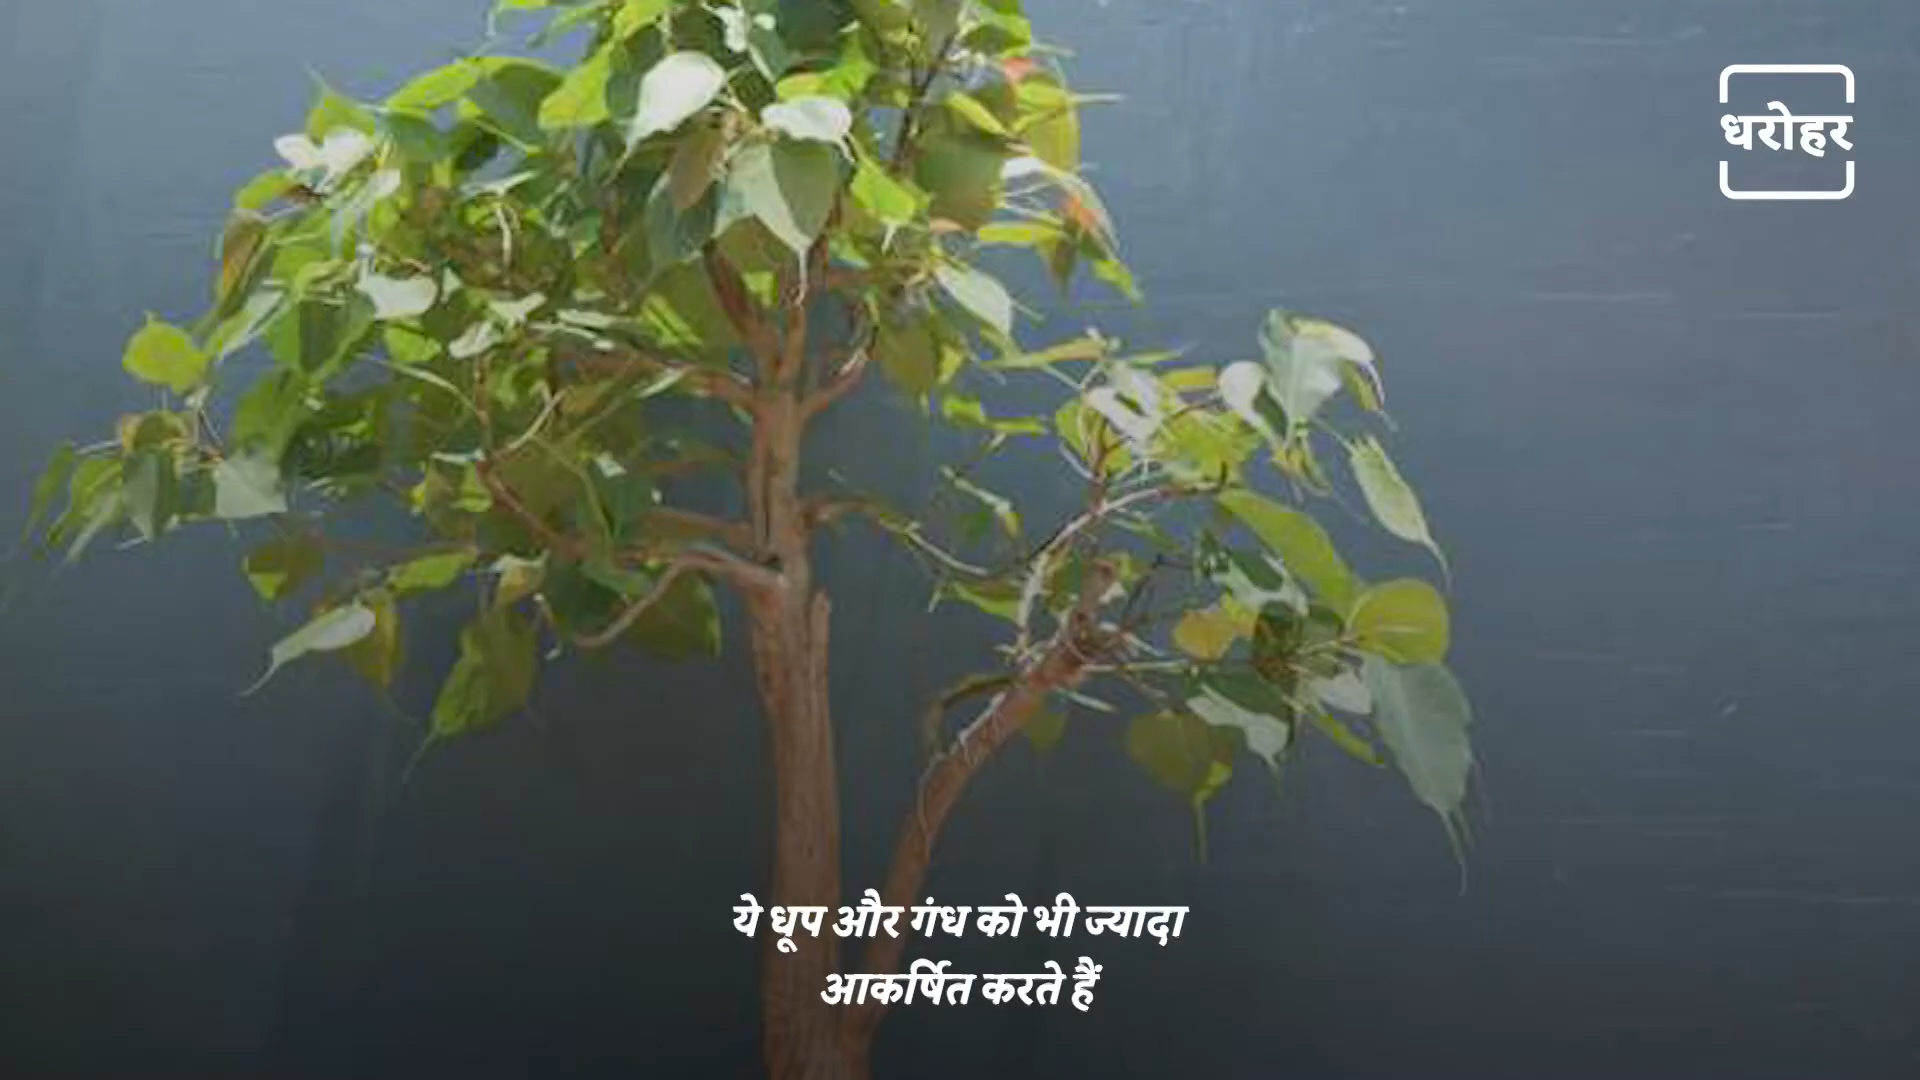 धरोहर
ये धूप और गंध को भी ज्यादा
आकर्षित करते हैं